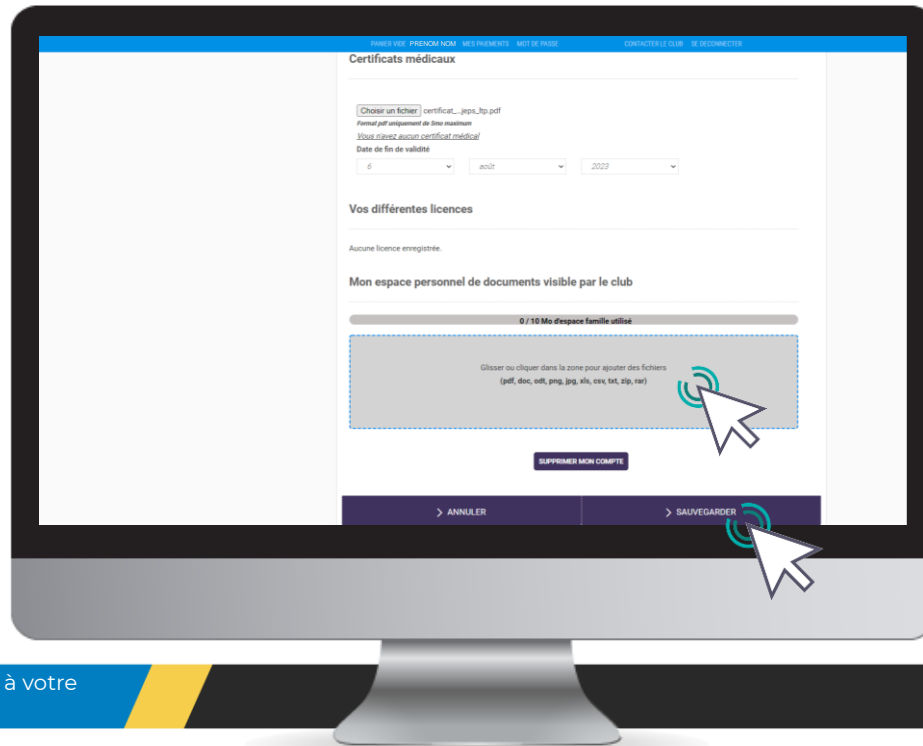 PANIER VIDE PRENOM NOM MES PAIEMENTS MOT DE PASSE CONTACTER LE CLUB SE DECONNECTER
Certificats médicaux
Choisir un fichier certificat_...jeps_ltp.pdf
Format pdf uniquement de 5mo maximum
Vous n'avez aucun certificat médical
Date de fin de validité
6 août 2023
Vos différentes licences
Aucune licence enregistrée.
Mon espace personnel de documents visible par le club
0 / 10 Mo d'espace famille utilisé
Glisser ou cliquer dans la zone pour ajouter des fichiers
(pdf, doc, odt, png, jpg, xls, csv, txt, zip, rar)
SUPPRIMER MON COMPTE
> ANNULER > SAUVEGARDER
à votre